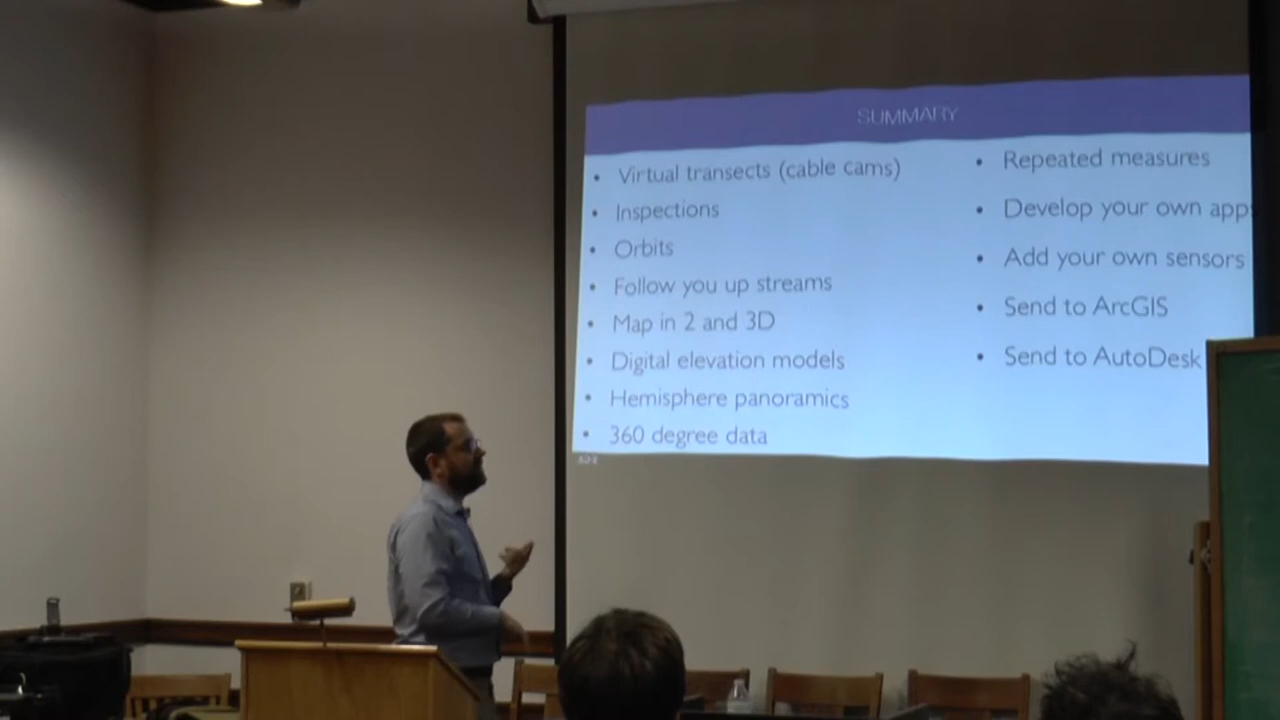 SUMMARY
• Virtual transects (cable cams)
• Inspections
• Orbits
• Follow you up streams
• Map in 2 and 3D
• Digital elevation models
• Hemisphere panoramics
• 360 degree data
• Repeated measures
• Develop your own app
• Add your own sensors
• Send to ArcGIS
• Send to AutoDesk